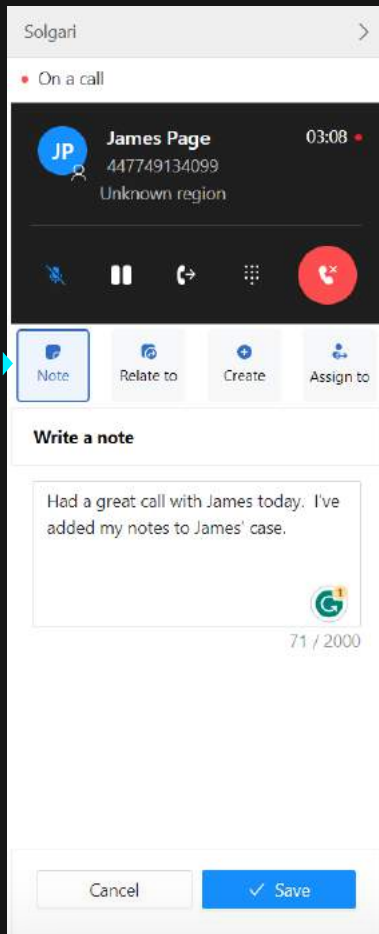 Solgari
On a call
JP
James Page
03:08
447749134099
Unknown region
Note
Relate to
Create
Assign to
Write a note
Had a great call with James today.  I've
added my notes to James' case.
G
1
71 / 2000
Cancel
Save